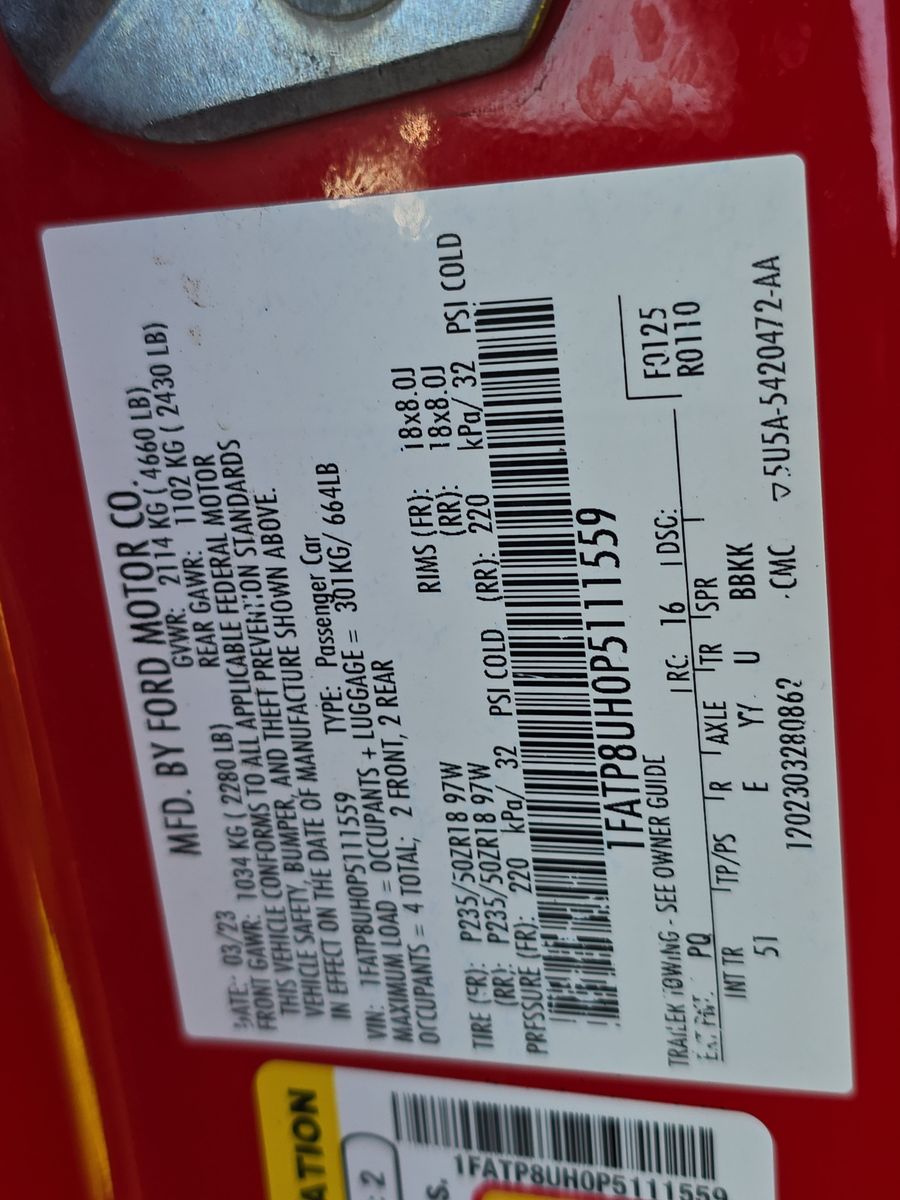 MFD. BY FORD MOTOR CO.
DATE: 03/23 GVWR: 2114 KG ( 4660 LB)
FRONT GAWR: 1034 KG ( 2280 LB) REAR GAWR: 1102 KG ( 2430 LB)
THIS VEHICLE CONFORMS TO ALL APPLICABLE FEDERAL MOTOR
VEHICLE SAFETY, BUMPER, AND THEFT PREVENTION STANDARDS
IN EFFECT ON THE DATE OF MANUFACTURE SHOWN ABOVE.
VIN: 1FATP8UH0P5111559 TYPE: Passenger Car
MAXIMUM LOAD = OCCUPANTS + LUGGAGE = 301KG/ 664LB
OCCUPANTS = 4 TOTAL; 2 FRONT, 2 REAR
TIRE (FR): P235/50ZR18 97W RIMS (FR): 18x8.0J
(RR): P235/50ZR18 97W (RR): 18x8.0J
PRESSURE (FR): 220 kPa/ 32 PSI COLD (RR): 220 kPa/ 32 PSI COLD
1FATP8UH0P5111559
TRAILER TOWING - SEE OWNER GUIDE
F0125
R0110
EXT PNT: PQ RC: 16 DSC:
INT TR TP/PS R AXLE TR SPR
51 E YZ U BBKK
1702303280862 CMC ▽5U5A-5420472-AA
ATION
: 2
S.
1FATP8UH0P5111559